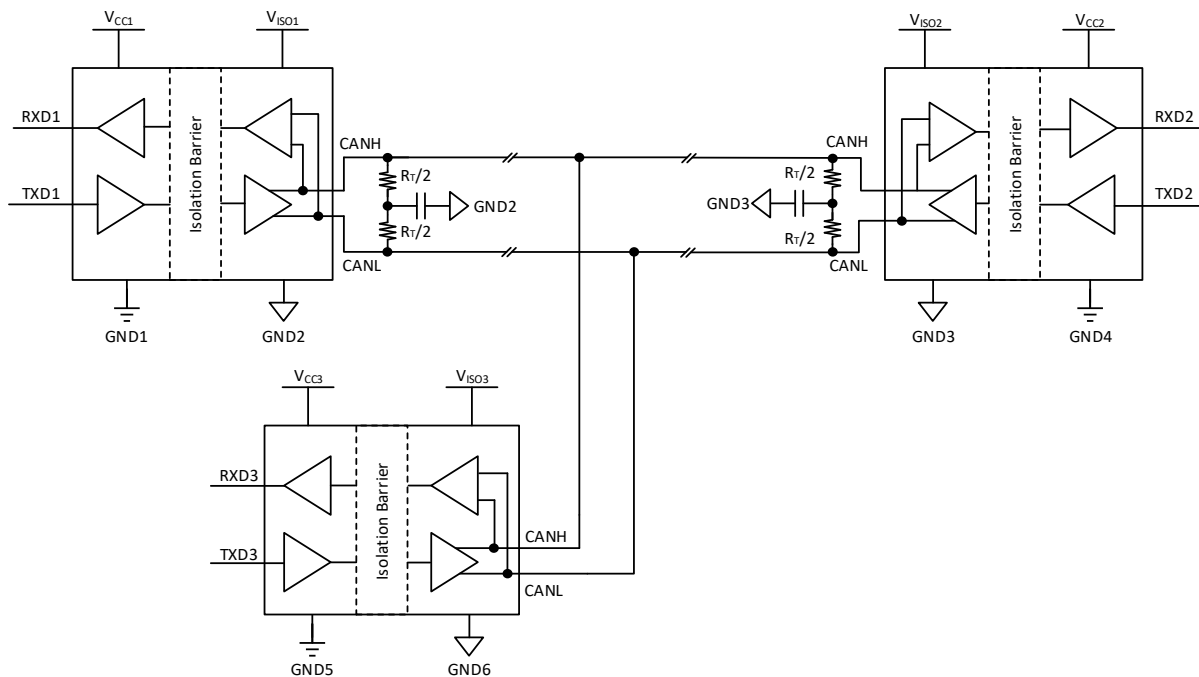 VCC1
VISO1
VISO2
VCC2
RXD1
Isolation Barrier
CANH
CANH
Isolation Barrier
RXD2
RT/2
RT/2
TXD1
GND2
GND3
TXD2
RT/2
RT/2
CANL
CANL
GND1
GND2
GND3
GND4
VCC3
VISO3
RXD3
Isolation Barrier
TXD3
CANH
CANL
GND5
GND6